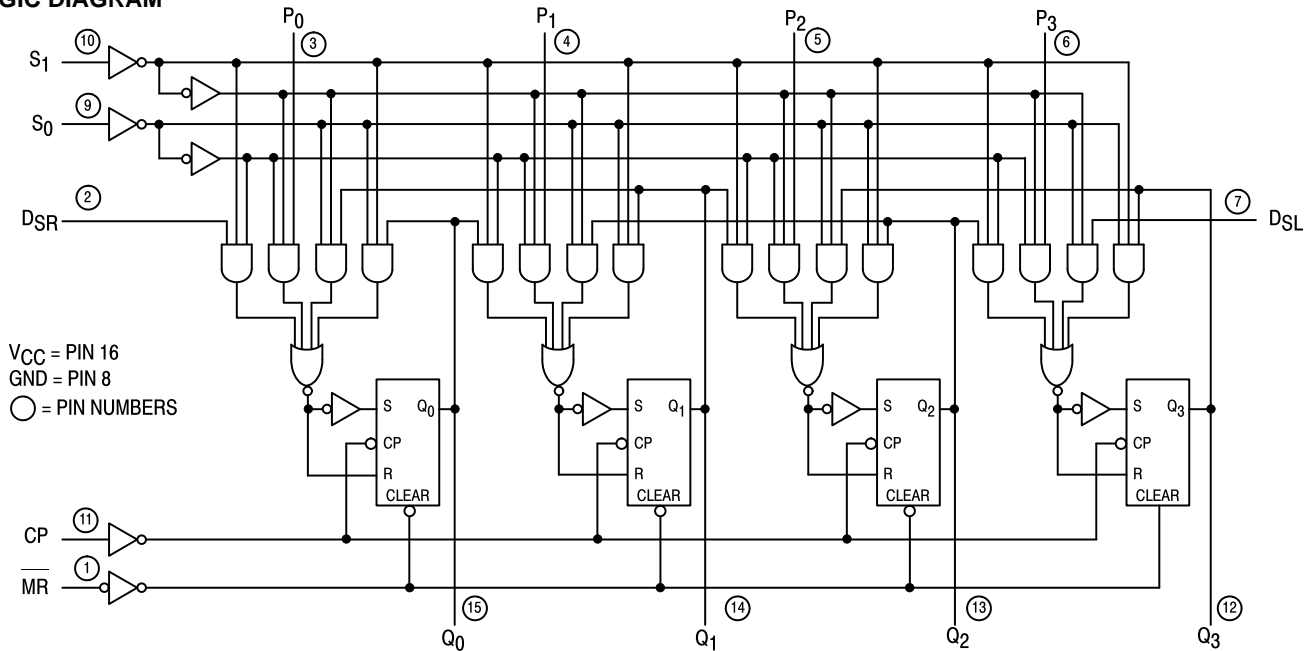 GIC DIAGRAM
P0 P1 P2 P3
10 3 4 5 6
S1
9
S0
2 7
DSR DSL
VCC = PIN 16
GND = PIN 8
= PIN NUMBERS
S Q0 S Q1 S Q2 S Q3
CP CP CP CP
R R R R
CLEAR CLEAR CLEAR CLEAR
11
CP
1
MR
15 14 13 12
Q0 Q1 Q2 Q3